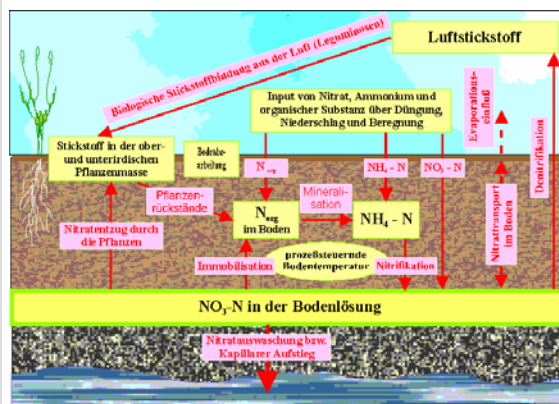 Luftstickstoff
Biologische Stickstoffbindung aus der Luft (Leguminosen)
Input von Nitrat, Ammonium und
organischer Substanz über Düngung,
Niederschlag und Beregnung
Evaporations-
einfluß
Denitrifikation
Stickstoff in der ober-
und unterirdischen
Pflanzenmasse
Bodenbe-
arbeitung
N org
NH₄ - N
NO₃ - N
Pflanzen-
rückstände
Minerali-
sation
N org
im Boden
NH₄ - N
Nitrattransport
im Boden
Nitratentzug durch
die Pflanzen
prozeßsteuernde
Bodentemperatur
Immobilisation
Nitrifikation
NO₃-N in der Bodenlösung
Nitratauswaschung bzw.
Kapillarer Aufstieg